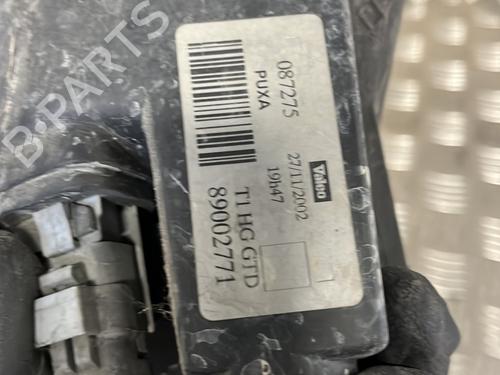 087275
PUXA
Valeo
27/11/2002
19h47
T1 HG GTD
89002771
B-PARTS